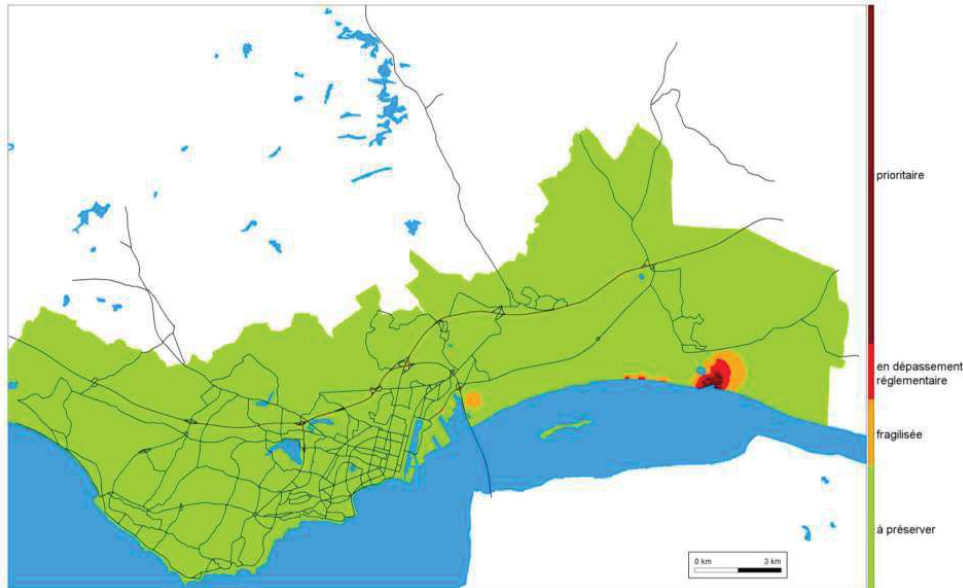 prioritaire
en dépassement
réglementaire
fragilisée
à préserver
0 km 3 km